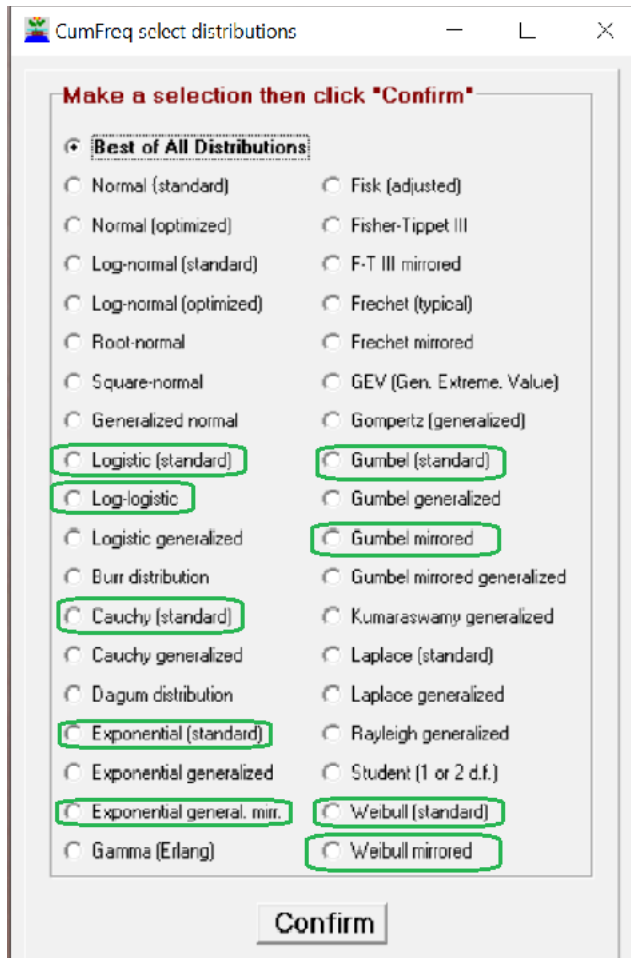 CumFreq select distributions
Make a selection then click "Confirm"
Best of All Distributions
Normal (standard)
Normal (optimized)
Log-normal (standard)
Log-normal (optimized)
Root-normal
Square-normal
Generalized normal
Logistic (standard)
Log-logistic
Logistic generalized
Burr distribution
Cauchy (standard)
Cauchy generalized
Dagum distribution
Exponential (standard)
Exponential generalized
Exponential general. mirr.
Gamma (Erlang)
Fisk (adjusted)
Fisher-Tippet III
F-T III mirrored
Frechet (typical)
Frechet mirrored
GEV (Gen. Extreme. Value)
Gompertz (generalized)
Gumbel (standard)
Gumbel generalized
Gumbel mirrored
Gumbel mirrored generalized
Kumaraswamy generalized
Laplace (standard)
Laplace generalized
Rayleigh generalized
Student (1 or 2 d.f.)
Weibull (standard)
Weibull mirrored
Confirm